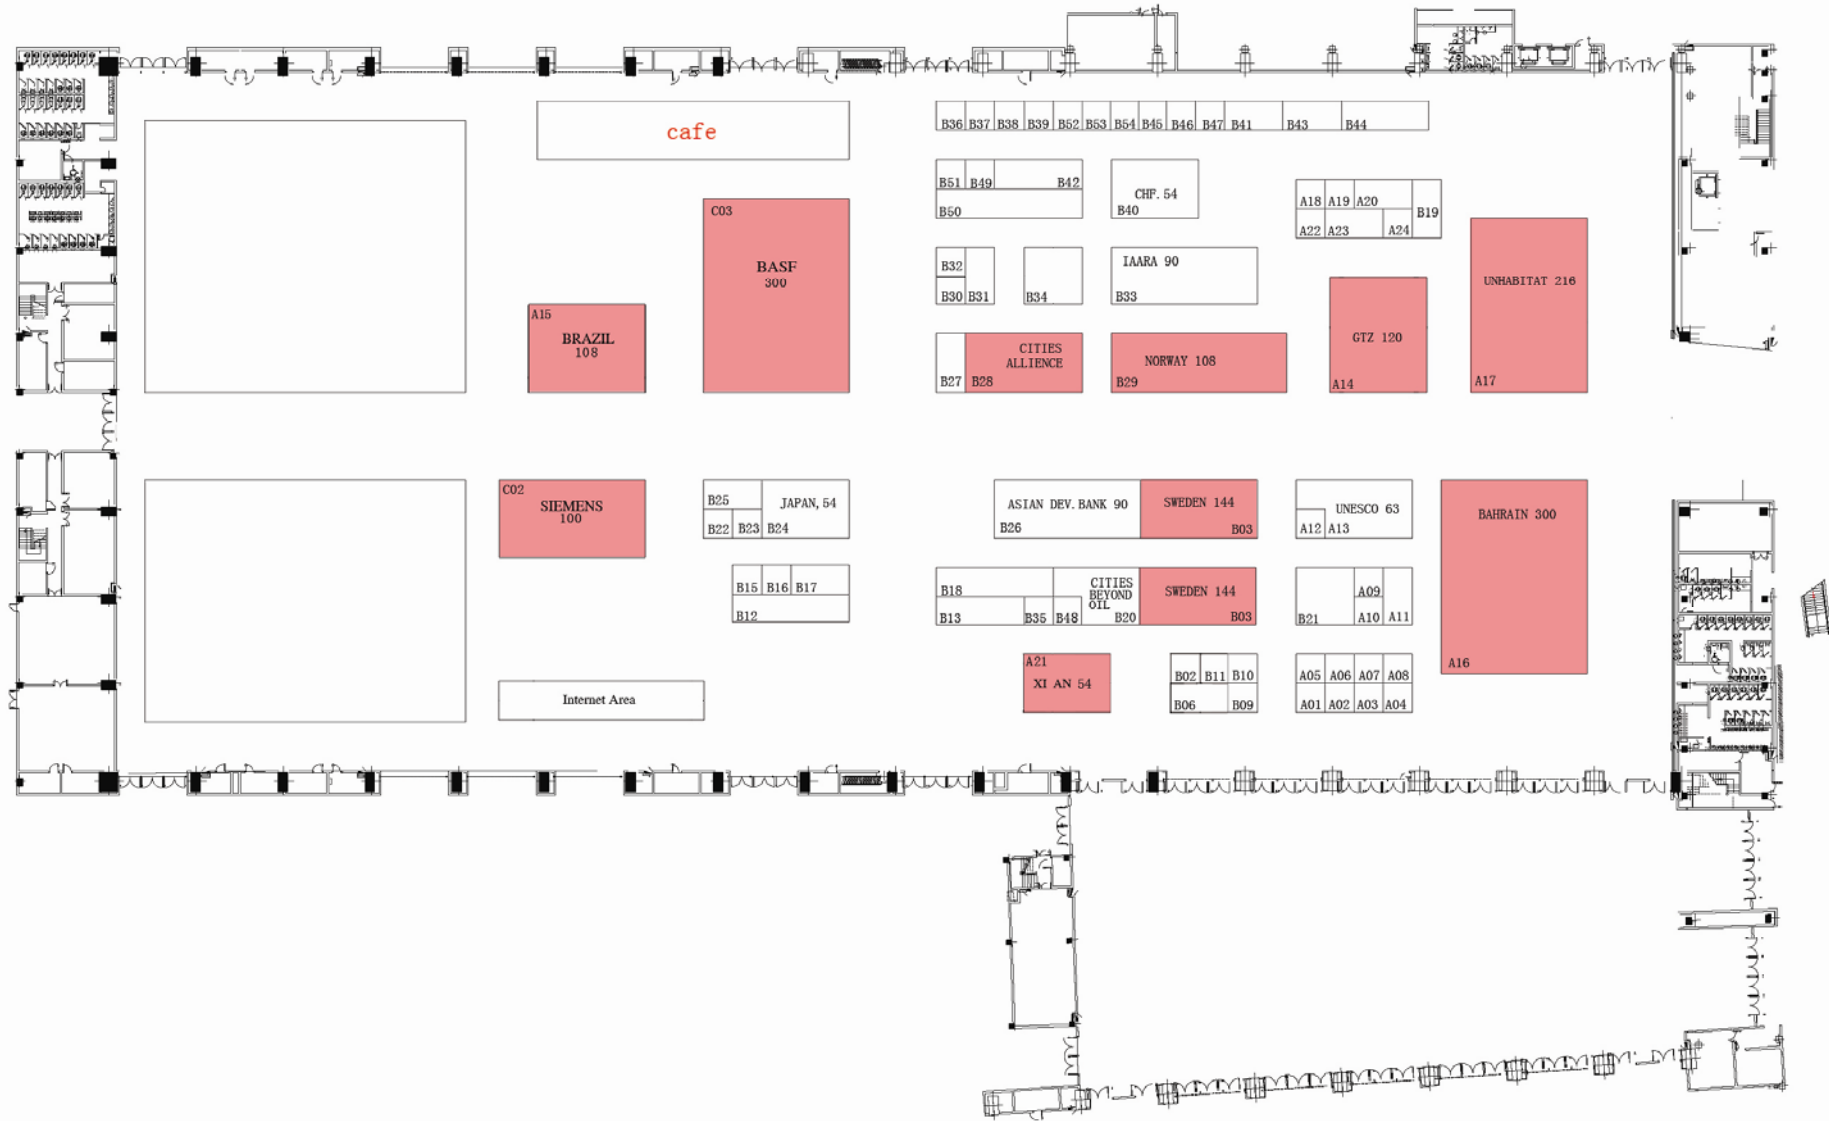 cafe
B36 B37 B38 B39 B52 B53 B54 B45 B46 B47 B41 B43 B44
B51 B49 B42
B50
CHF. 54
B40
A18 A19 A20
B19
A22 A23 A24
C03
BASF
300
B32
B30 B31
B34
IAARA 90
B33
UNHABITAT 216
A17
A15
BRAZIL
108
B27
CITIES
ALLIENCE
B28
NORWAY 108
B29
GTZ 120
A14
C02
SIEMENS
100
B25
JAPAN, 54
B22 B23 B24
ASIAN DEV. BANK 90
B26
SWEDEN 144
B03
UNESCO 63
A12 A13
BAHRAIN 300
A16
B15 B16 B17
B12
B18
CITIES
BEYOND
OIL
B13 B35 B48 B20
SWEDEN 144
B03
A09
B21 A10 A11
Internet Area
A21
XI AN 54
B02 B11 B10
B06 B09
A05 A06 A07 A08
A01 A02 A03 A04